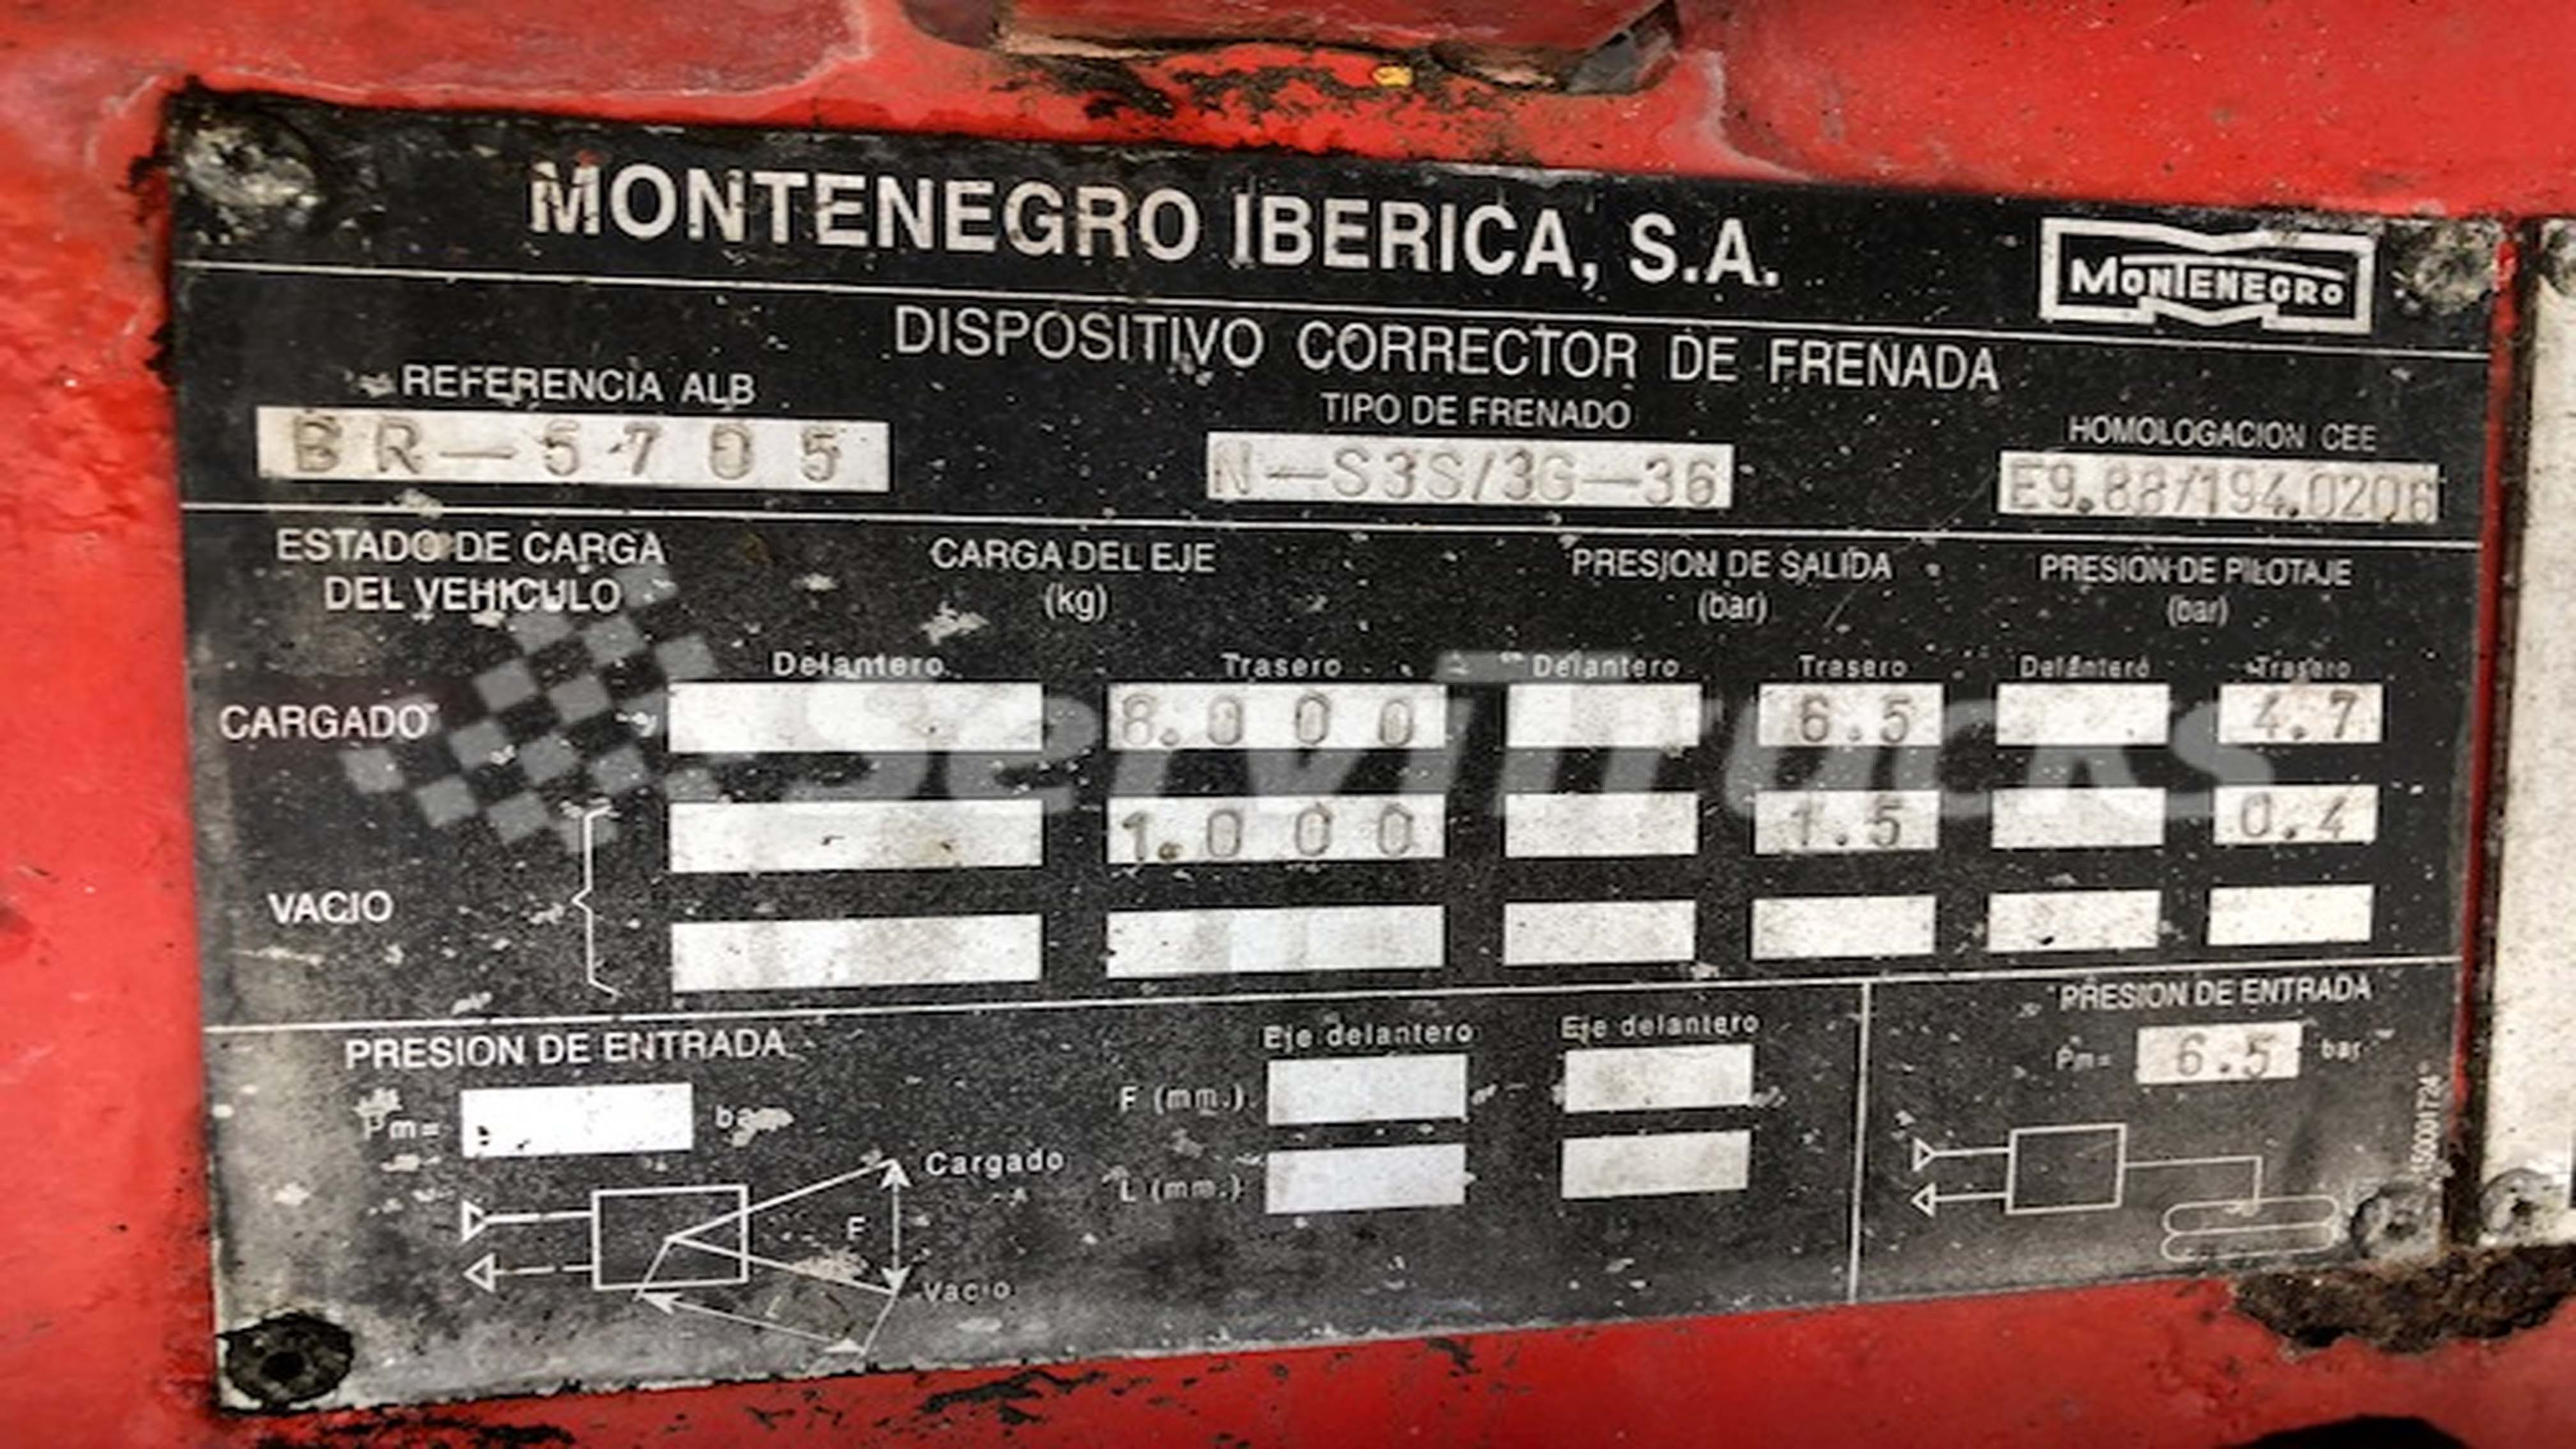 MONTENEGRO IBERICA, S.A.
MONTENEGRO
DISPOSITIVO CORRECTOR DE FRENADA
REFERENCIA ALB
TIPO DE FRENADO
HOMOLOGACION CEE
BR-5705
N-S3S/3G-36
E9.88/194.0206
ESTADO DE CARGA DEL VEHICULO
CARGA DEL EJE (kg)
PRESION DE SALIDA (bar)
PRESION DE PILOTAJE (bar)
Delantero Trasero Delantero Trasero Delantero Trasero
CARGADO 8.000 6.5 4.7
1.000 1.5 0.4
VACIO
ServiTrucks
PRESION DE ENTRADA
Pm= bar
Eje delantero Eje delantero
F (mm.)
L (mm.)
Cargado
F
Vacio
L
PRESION DE ENTRADA
Pm= 6.5 bar